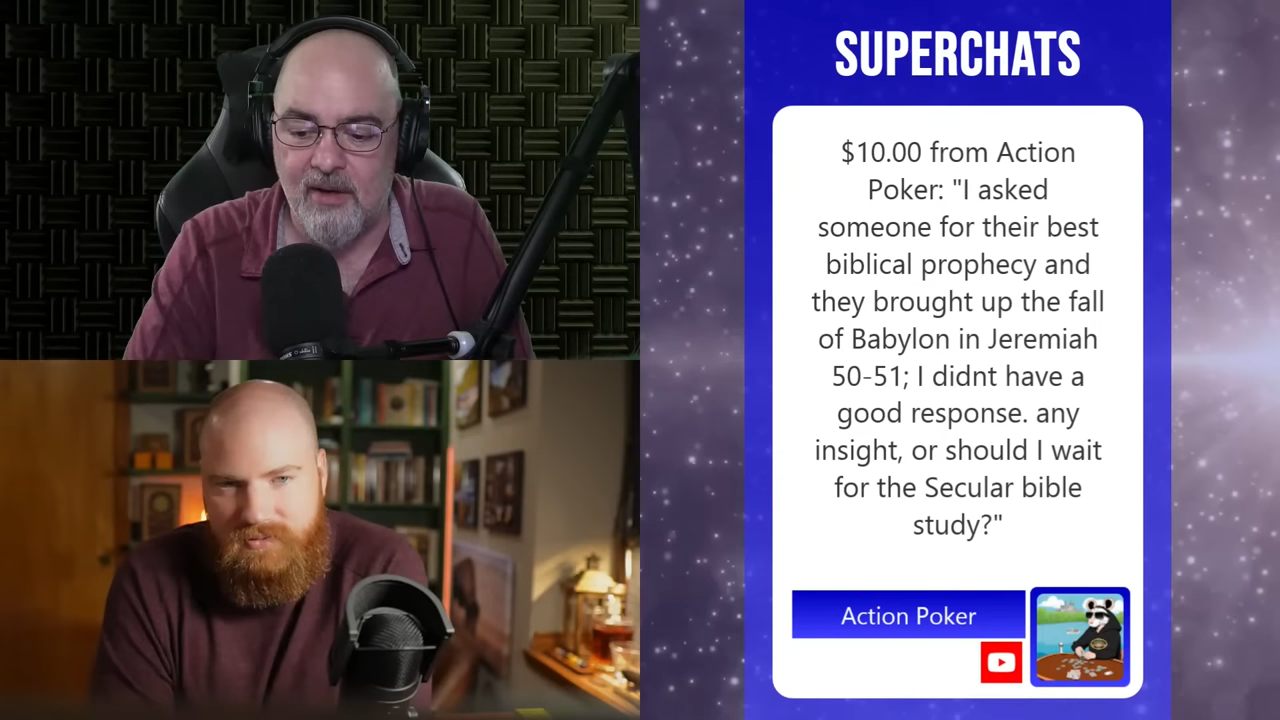 SUPERCHATS
$10.00 from Action
Poker: "I asked
someone for their best
biblical prophecy and
they brought up the fall
of Babylon in Jeremiah
50-51; I didnt have a
good response. any
insight, or should I wait
for the Secular bible
study?"
Action Poker